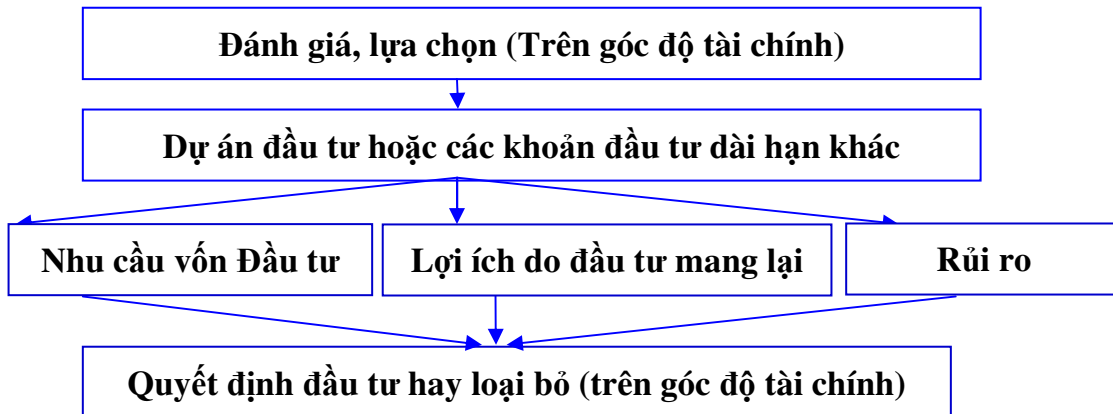 Đánh giá, lựa chọn (Trên góc độ tài chính)
Dự án đầu tư hoặc các khoản đầu tư dài hạn khác
Nhu cầu vốn Đầu tư
Lợi ích do đầu tư mang lại
Rủi ro
Quyết định đầu tư hay loại bỏ (trên góc độ tài chính)